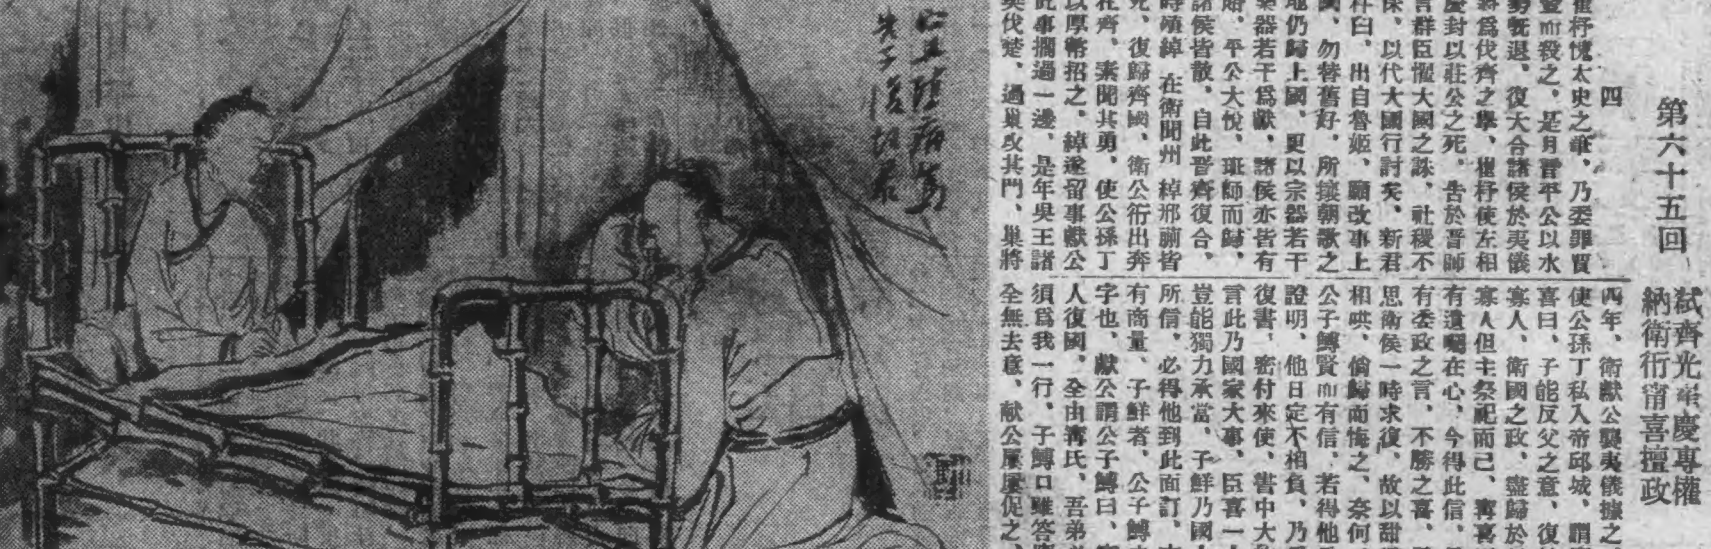 第六十五回
弑齊光崔慶專權
納衛衎甯喜擅政
四
崔杼愧太史之筆，乃委罪賈
豎而殺之，是月晉平公以水
勢既退，復大合諸侯於夷儀
將爲伐齊之舉，崔杼使左相
慶封以莊公之死，告於晉師
言群臣懼大國之誅，社稷不
保，以代大國行討矣，新君
杵臼，出自魯姬，願改事上
國，勿替舊好，所攘朝歌之
地仍歸上國，更以宗器若干
樂器若干爲獻，諸侯亦皆有
賂，平公大悅，班師而歸，
諸侯皆散，自此晉齊復合，
時殖綽 在衛聞州 綽邢蒯皆
死，復歸齊國，衛公衎出奔
在齊，素聞其勇，使公孫丁
以厚幣招之，綽遂留事獻公
此事擱過一邊，是年吳王諸
樊伐楚，過巢攻其門，巢將
四年，衛獻公襲夷儀據之
使公孫丁私入帝邱城，謂甯
喜曰，子能反父之意，復
寡人，衛國之政，盡歸於
寡人但主祭祀而已，甯喜
有遺囑在心，今得此信，
有委政之言，不勝之喜，
思衛侯一時求復，故以甜
相哄，倘歸而悔之，奈何
公子鱄賢而有信，若得他
證明，他日定不相負，乃
復書，密付來使，書中大
言此乃國家大事，臣喜一
豈能獨力承當，子鮮乃國
所信，必得他到此面訂，
有商量，子鮮者，公子鱄
字也，獻公謂公子鱄曰，
人復國，全由甯氏，吾弟
須爲我一行，子鱄口雖答
全無去意，献公屢屢促之，
病篤